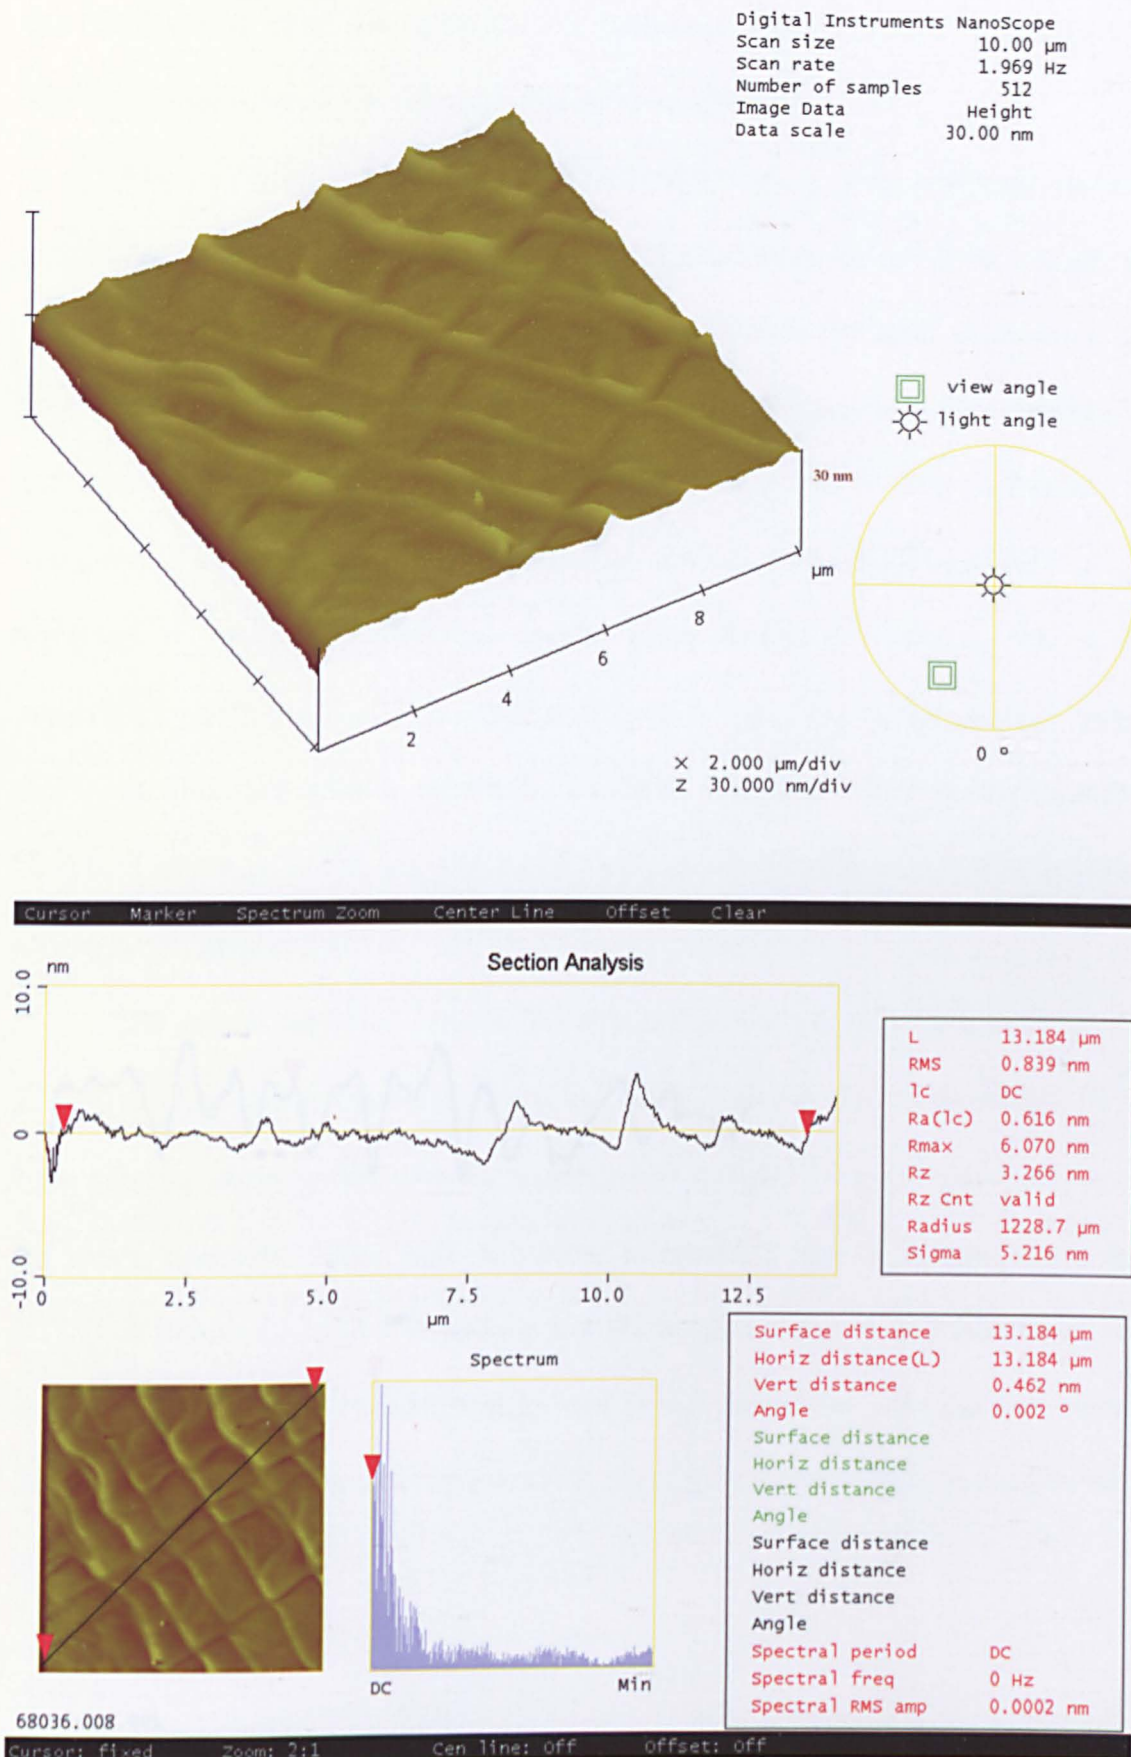 Digital Instruments NanoScope
Scan size 10.00 µm
Scan rate 1.969 Hz
Number of samples 512
Image Data Height
Data scale 30.00 nm
view angle
light angle
30 nm
µm
8
6
4
2
0 °
X 2.000 µm/div
Z 30.000 nm/div
Cursor Marker Spectrum Zoom Center Line Offset Clear
Section Analysis
nm
10.0
0
-10.0
0 2.5 5.0 7.5 10.0 12.5
µm
L 13.184 µm
RMS 0.839 nm
lc DC
Ra(lc) 0.616 nm
Rmax 6.070 nm
Rz 3.266 nm
Rz Cnt valid
Radius 1228.7 µm
Sigma 5.216 nm
Spectrum
DC Min
Surface distance 13.184 µm
Horiz distance(L) 13.184 µm
Vert distance 0.462 nm
Angle 0.002 °
Surface distance
Horiz distance
Vert distance
Angle
Surface distance
Horiz distance
Vert distance
Angle
Spectral period DC
Spectral freq 0 Hz
Spectral RMS amp 0.0002 nm
68036.008
Cursor: fixed Zoom: 2:1 Cen line: Off Offset: Off